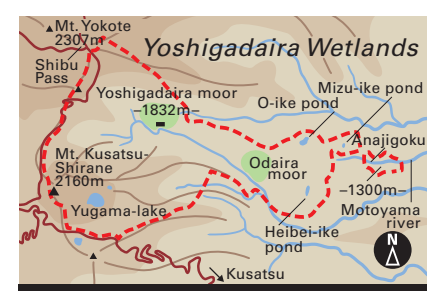 Mt. Yokote
2307m
Yoshigadaira Wetlands
Shibu
Pass
Yoshigadaira moor
–1832m–
Mizu-ike pond
O-ike pond
Anajigoku
Mt. Kusatsu-
Shirane
2160m
Odaira
moor
–1300m–
Yugama-lake
Motoyama
river
Heibei-ike
pond
N
Kusatsu